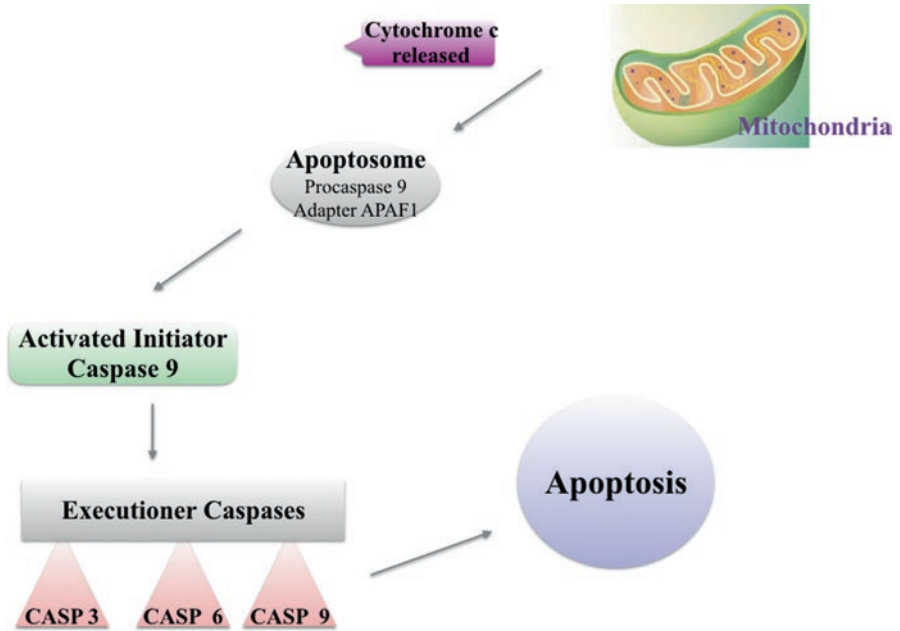 Cytochrome c
released
Mitochondria
Apoptosome
Procaspase 9
Adapter APAF1
Activated Initiator
Caspase 9
Executioner Caspases
CASP 3
CASP 6
CASP 9
Apoptosis